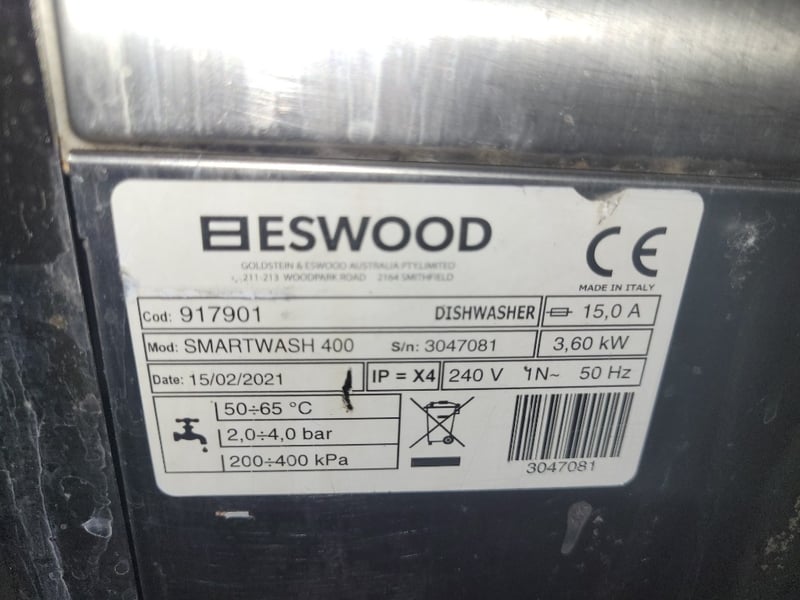 ESWOOD
GOLDSTEIN & ESWOOD AUSTRALIA PTY.LIMITED
211-213 WOODPARK ROAD 2164 SMITHFIELD
CE
MADE IN ITALY
Cod: 917901 DISHWASHER 15,0 A
Mod: SMARTWASH 400 S/n: 3047081 3,60 kW
Date: 15/02/2021 IP = X4 240 V 1N~ 50 Hz
50÷65 °C
2,0÷4,0 bar
200÷400 kPa
3047081